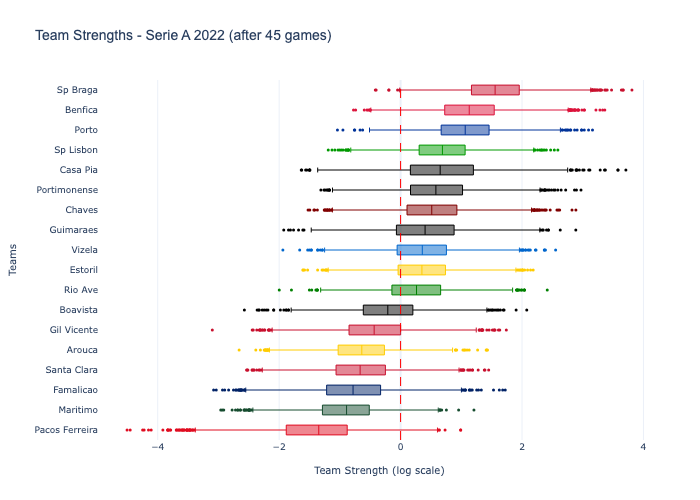 Team Strengths - Serie A 2022 (after 45 games)
Sp Braga
Benfica
Porto
Sp Lisbon
Casa Pia
Portimonense
Chaves
Guimaraes
Vizela
Estoril
Rio Ave
Boavista
Gil Vicente
Arouca
Santa Clara
Famalicao
Maritimo
Pacos Ferreira
Teams
−4
−2
0
2
4
Team Strength (log scale)